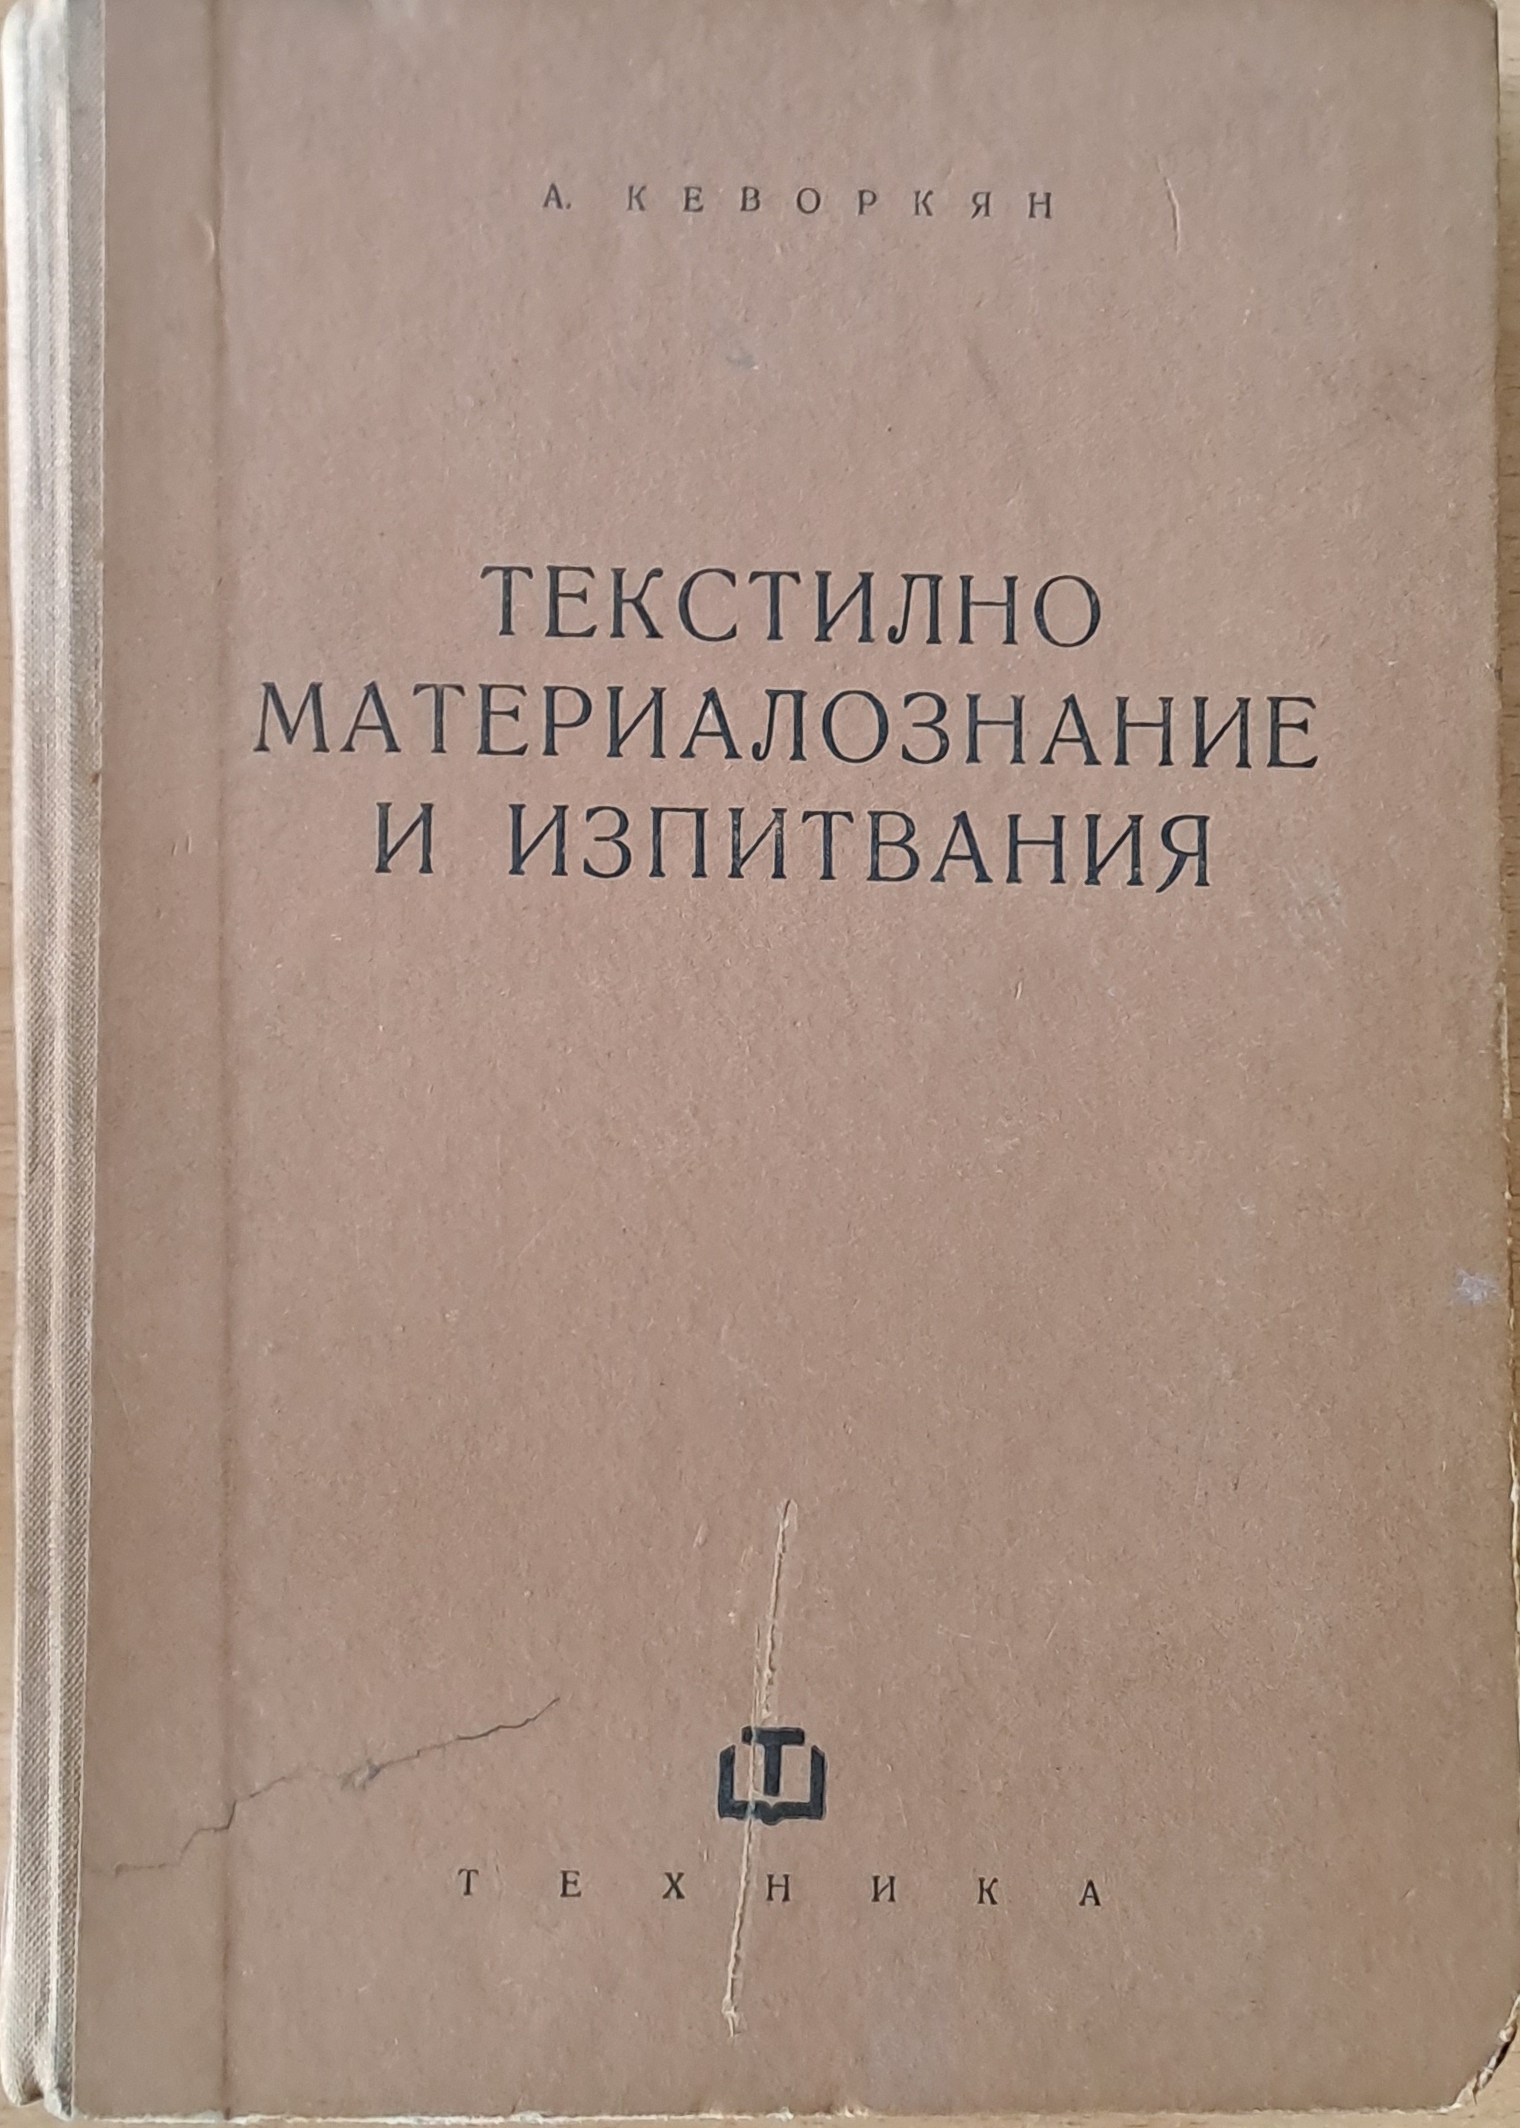 А. КЕВОРКЯН
ТЕКСТИЛНО
МАТЕРИАЛОЗНАНИЕ
И ИЗПИТВАНИЯ
Т
ТЕХНИКА